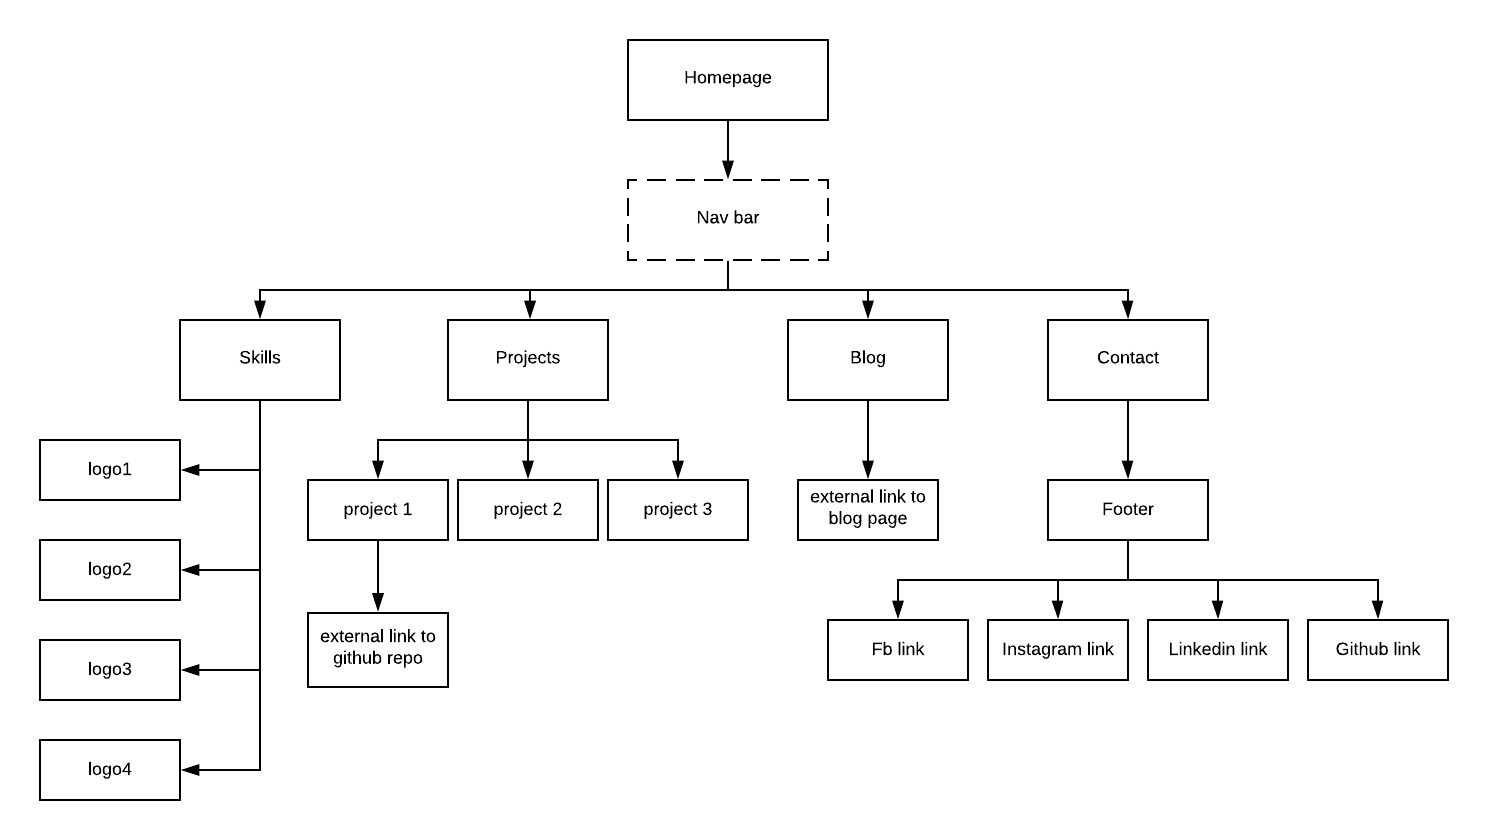 Homepage
Nav bar
Skills
Projects
Blog
Contact
logo1
logo2
logo3
logo4
project 1
project 2
project 3
external link to
github repo
external link to
blog page
Footer
Fb link
Instagram link
Linkedin link
Github link